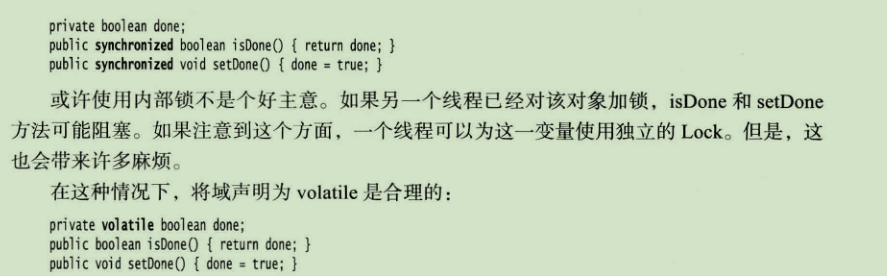 private boolean done;
public synchronized boolean isDone() { return done; }
public synchronized void setDone() { done = true; }
或许使用内部锁不是个好主意。如果另一个线程已经对该对象加锁，isDone 和 setDone
方法可能阻塞。如果注意到这个方面，一个线程可以为这一变量使用独立的 Lock。但是，这
也会带来许多麻烦。
在这种情况下，将域声明为 volatile 是合理的：
private volatile boolean done;
public boolean isDone() { return done; }
public void setDone() { done = true; }